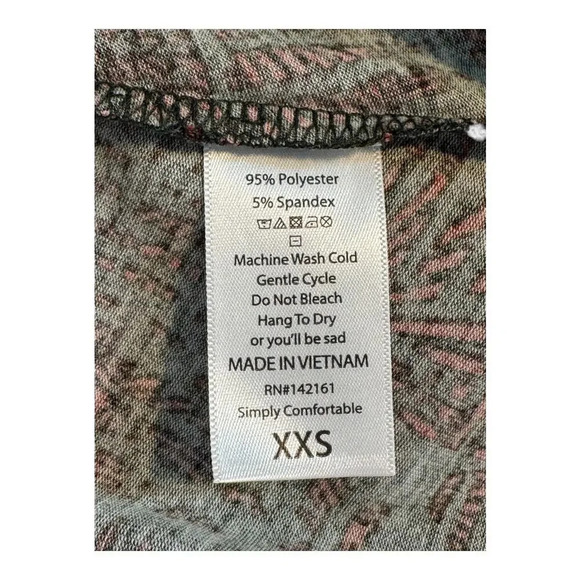 95% Polyester
5% Spandex
Machine Wash Cold
Gentle Cycle
Do Not Bleach
Hang To Dry
or you'll be sad
MADE IN VIETNAM
RN#142161
Simply Comfortable
XXS